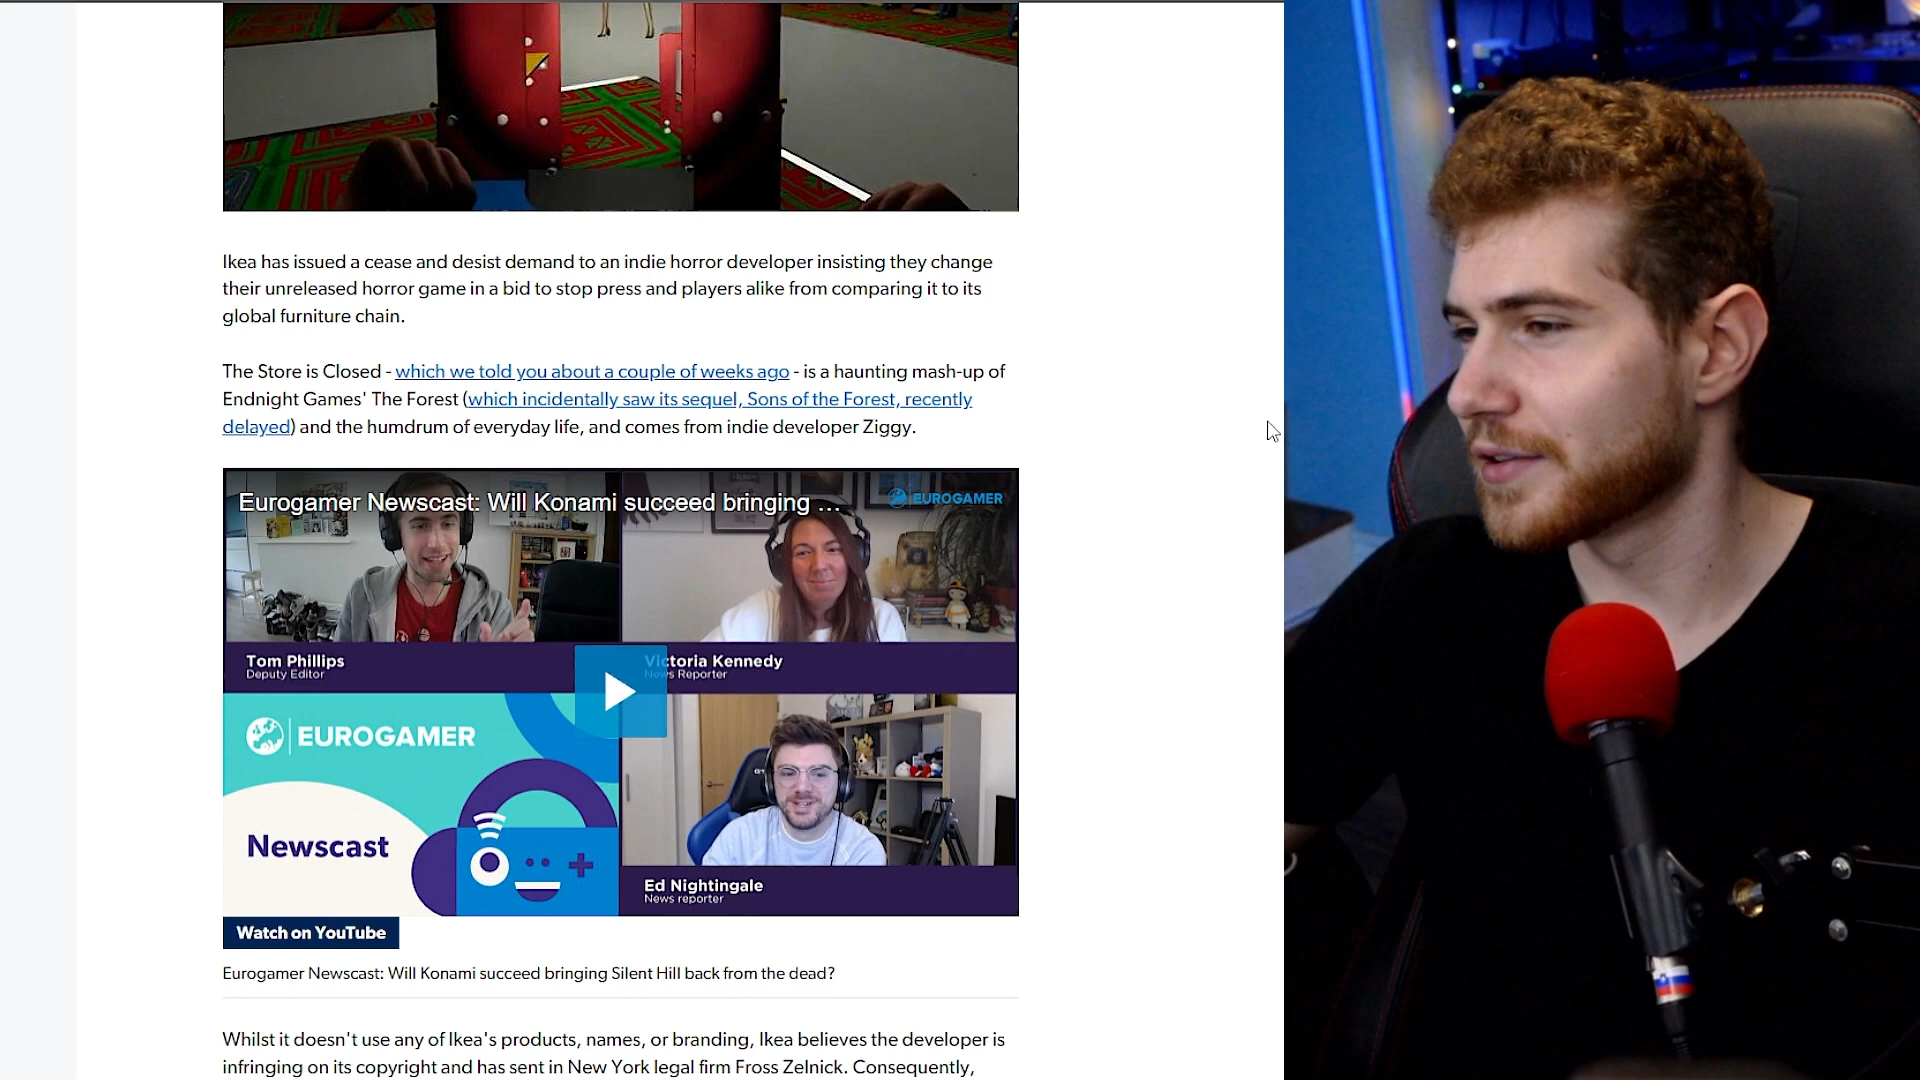 Ikea has issued a cease and desist demand to an indie horror developer insisting they change
their unreleased horror game in a bid to stop press and players alike from comparing it to its
global furniture chain.
The Store is Closed - which we told you about a couple of weeks ago - is a haunting mash-up of
Endnight Games' The Forest (which incidentally saw its sequel, Sons of the Forest, recently
delayed) and the humdrum of everyday life, and comes from indie developer Ziggy.
Eurogamer Newscast: Will Konami succeed bringing ...
EUROGAMER
Tom Phillips
Deputy Editor
Victoria Kennedy
News Reporter
EUROGAMER
Newscast
Ed Nightingale
News reporter
Watch on YouTube
Eurogamer Newscast: Will Konami succeed bringing Silent Hill back from the dead?
Whilst it doesn't use any of Ikea's products, names, or branding, Ikea believes the developer is
infringing on its copyright and has sent in New York legal firm Fross Zelnick. Consequently,